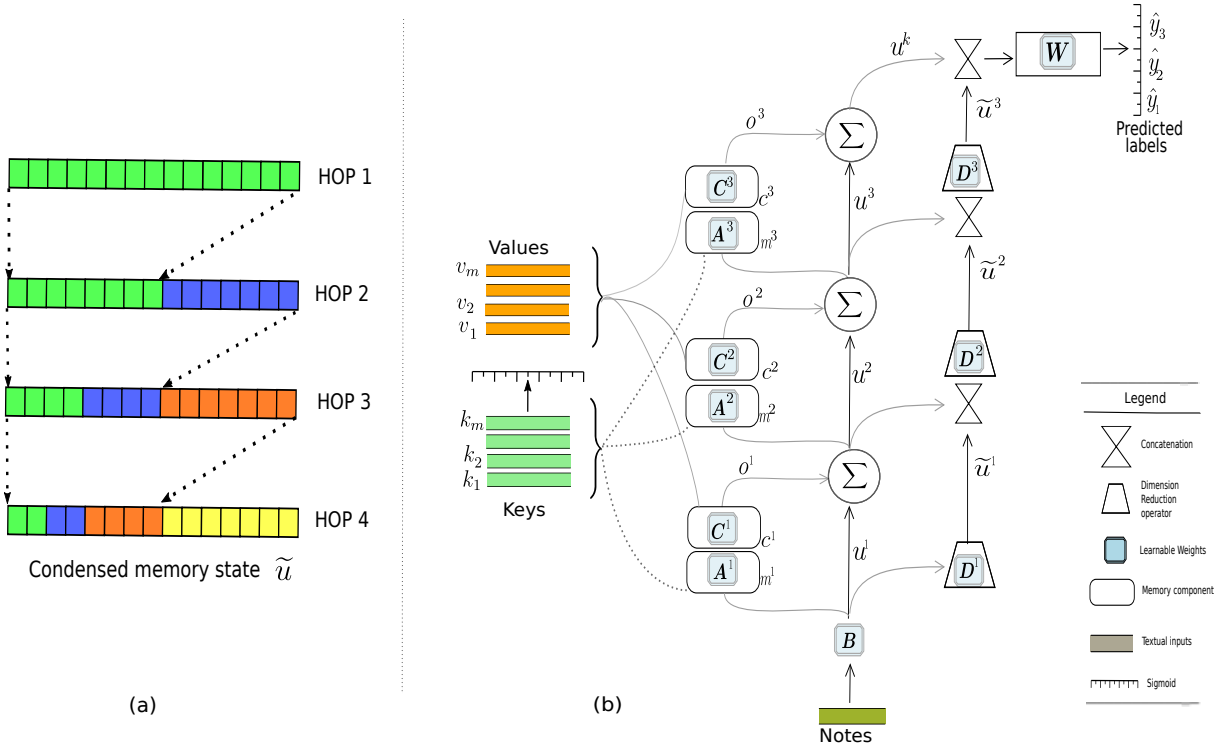 HOP 1
HOP 2
HOP 3
HOP 4
Condensed memory state ũ
(a)
Values
v_m
v_2
v_1
k_m
k_2
k_1
Keys
C^3
c^3
A^3
m^3
C^2
c^2
A^2
m^2
C^1
c^1
A^1
m^1
o^3
o^2
o^1
∑
∑
∑
u^k
u^3
u^2
u^1
B
Notes
(b)
ũ^3
D^3
ũ^2
D^2
ũ^1
D^1
W
ŷ_3
ŷ_2
ŷ_1
Predicted
labels
Legend
Concatenation
Dimension
Reduction
operator
Learnable Weights
Memory component
Textual inputs
Sigmoid